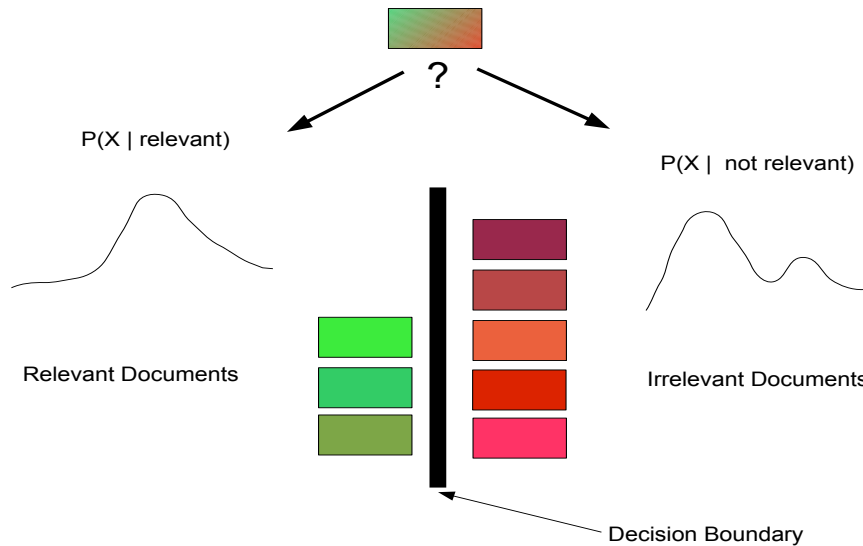 ?
P(X | relevant)
P(X | not relevant)
Relevant Documents
Irrelevant Documents
Decision Boundary